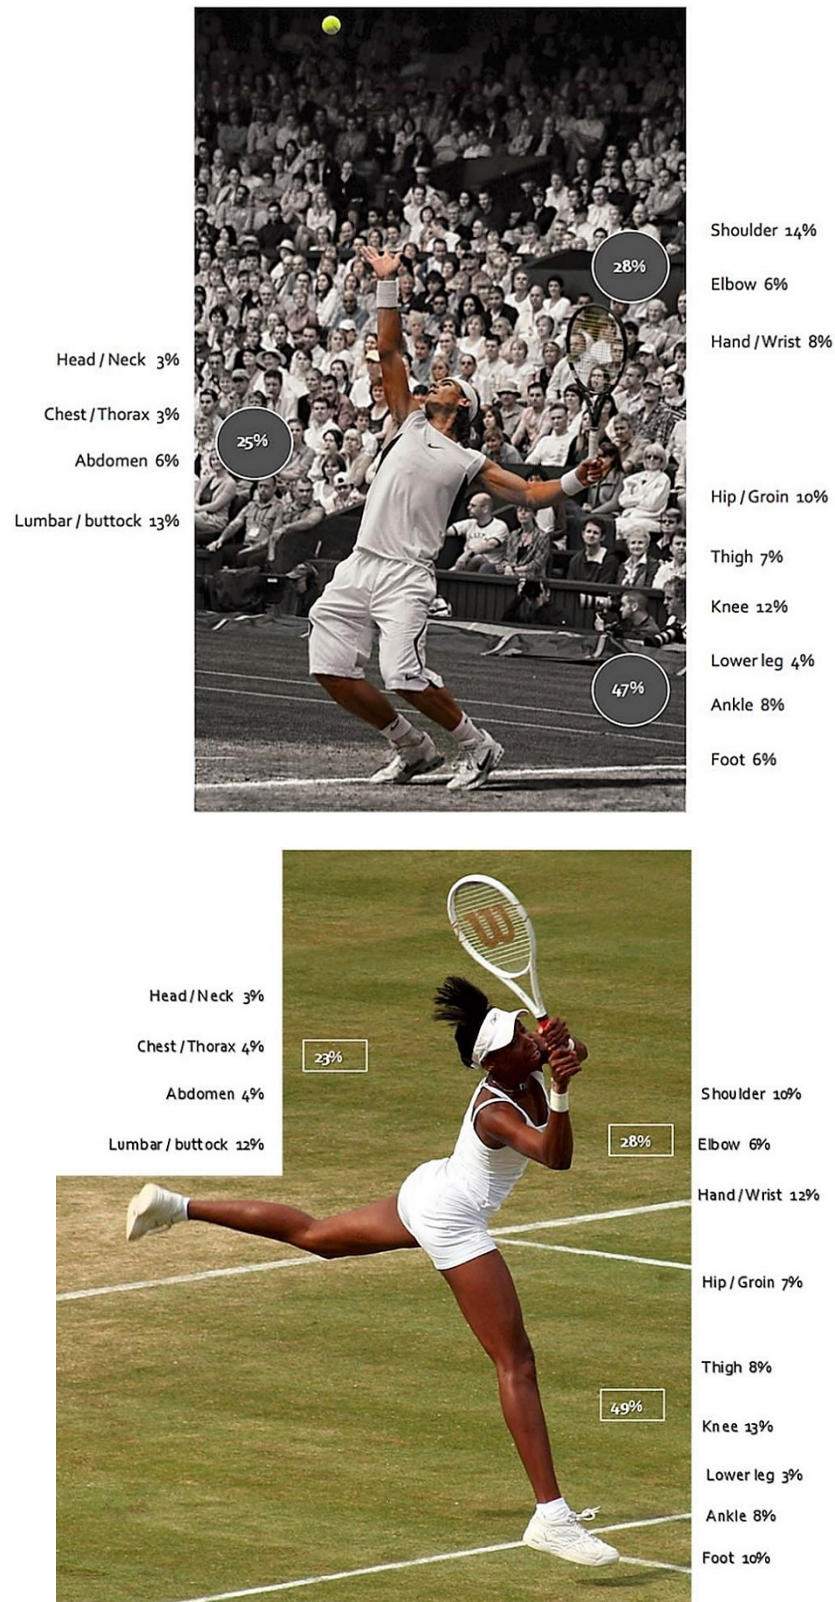 Shoulder 14%
28%
Elbow 6%
Hand / Wrist 8%
Head / Neck 3%
Chest / Thorax 3%
25%
Abdomen 6%
Lumbar / buttock 13%
Hip / Groin 10%
Thigh 7%
Knee 12%
Lower leg 4%
47%
Ankle 8%
Foot 6%
W
Head / Neck 3%
Chest / Thorax 4%
23%
Abdomen 4%
Lumbar / buttock 12%
Shoulder 10%
28%
Elbow 6%
Hand / Wrist 12%
Hip / Groin 7%
Thigh 8%
49%
Knee 13%
Lower leg 3%
Ankle 8%
Foot 10%